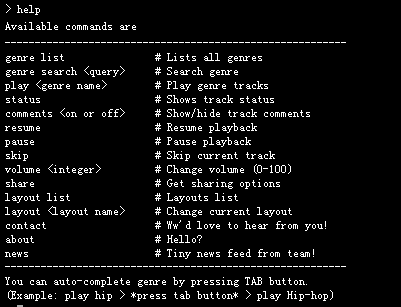 > help
Available commands are
---------------------------------------------------------
genre list # Lists all genres
genre search <query> # Search genre
play <genre name> # Play genre tracks
status # Shows track status
comments <on or off> # Show/hide track comments
resume # Resume playback
pause # Pause playback
skip # Skip current track
volume <integer> # Change volume (0-100)
share # Get sharing options
layout list # Layouts list
layout <layout name> # Change current layout
contact # Ww'd love to hear from you!
about # Hello?
news # Tiny news feed from team!
---------------------------------------------------------
You can auto-complete genre by pressing TAB button.
(Example: play hip > *press tab button* > play Hip-hop)